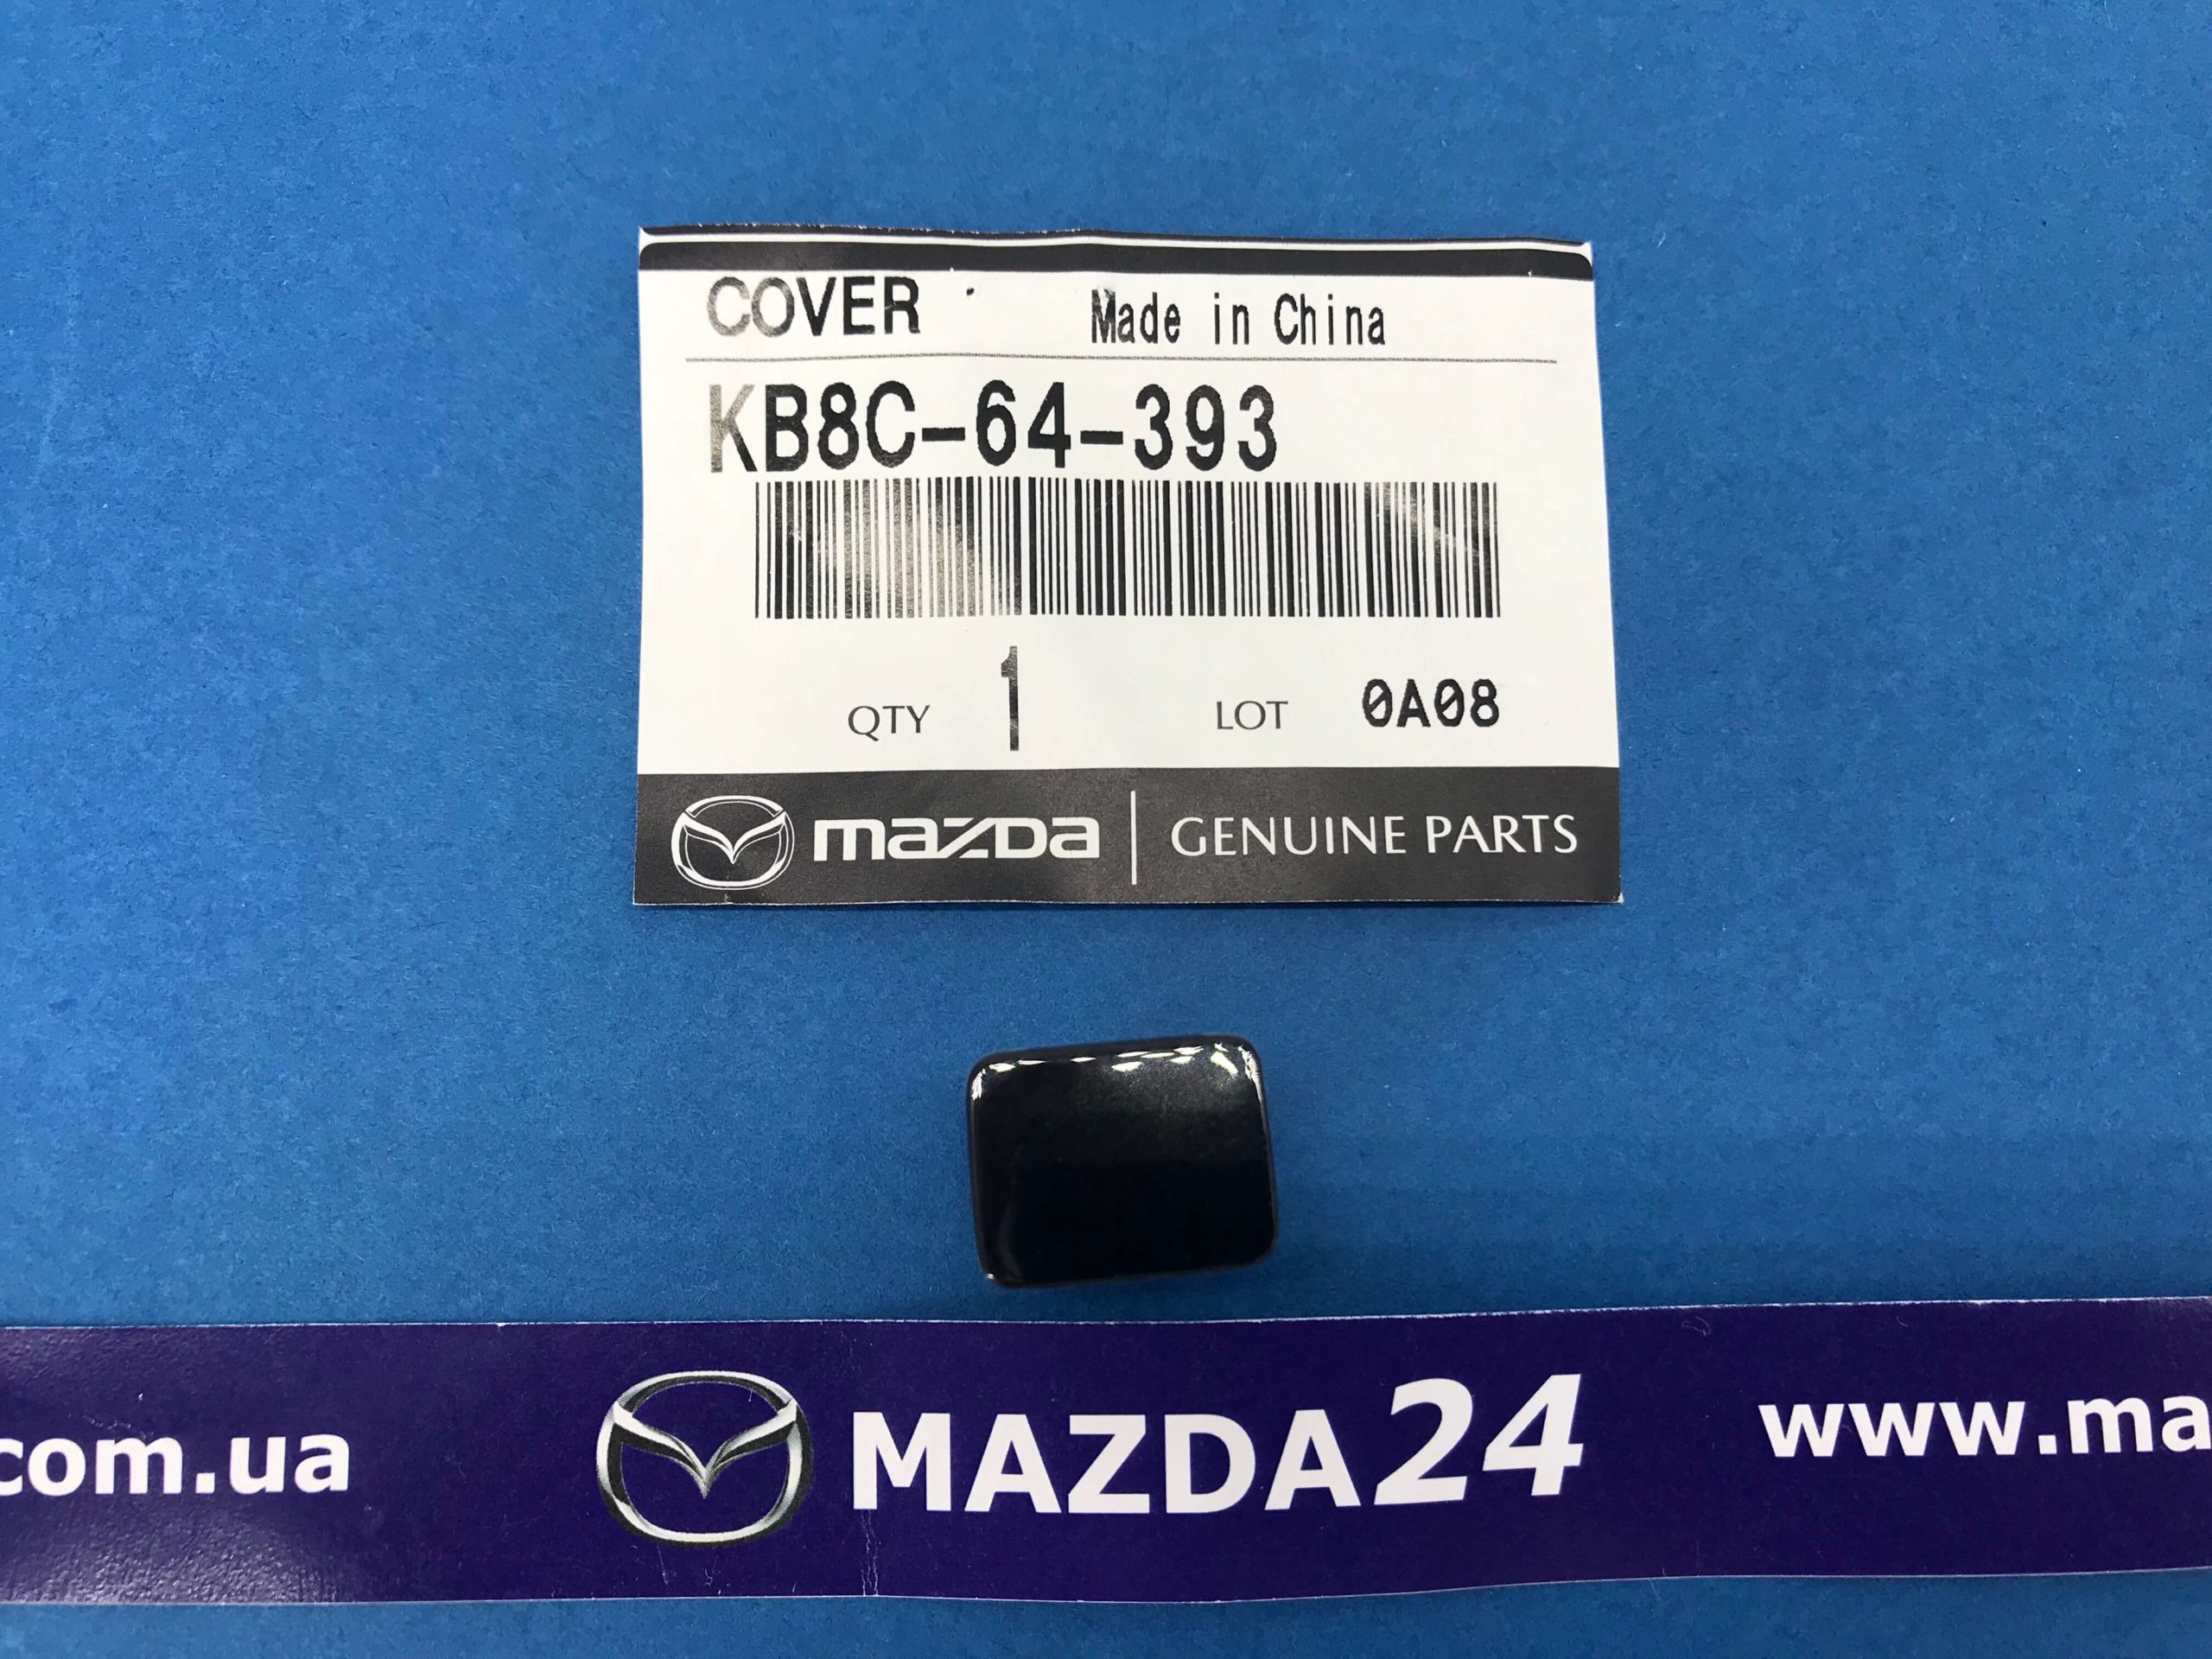 COVER Made in China
KB8C-64-393
QTY 1 LOT 0A08
mazda GENUINE PARTS
com.ua MAZDA24 www.ma